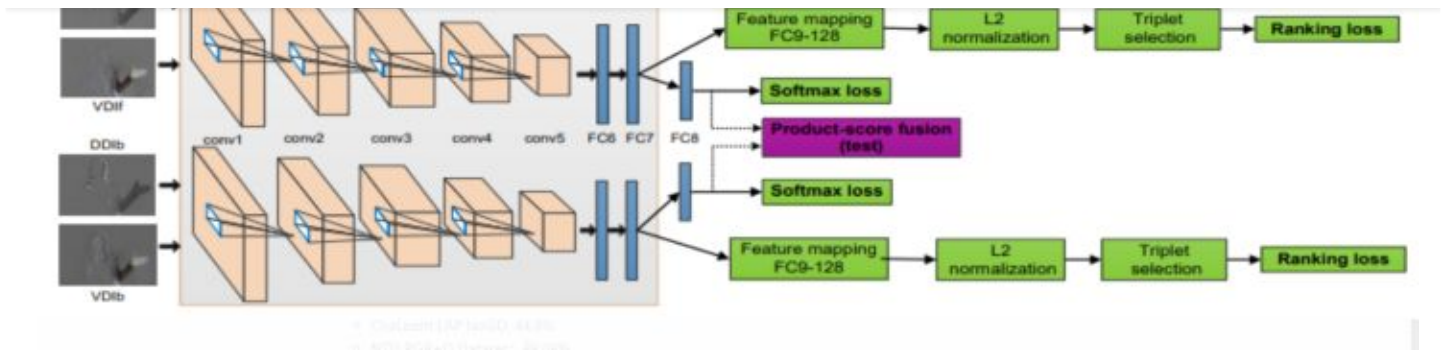 Feature mapping
FC9-128
L2
normalization
Triplet
selection
Ranking loss
VDIf
Softmax loss
conv1
conv2
conv3
conv4
conv5
FC6
FC7
FC8
Product-score fusion
(test)
DDIb
Softmax loss
VDIb
Feature mapping
FC9-128
L2
normalization
Triplet
selection
Ranking loss